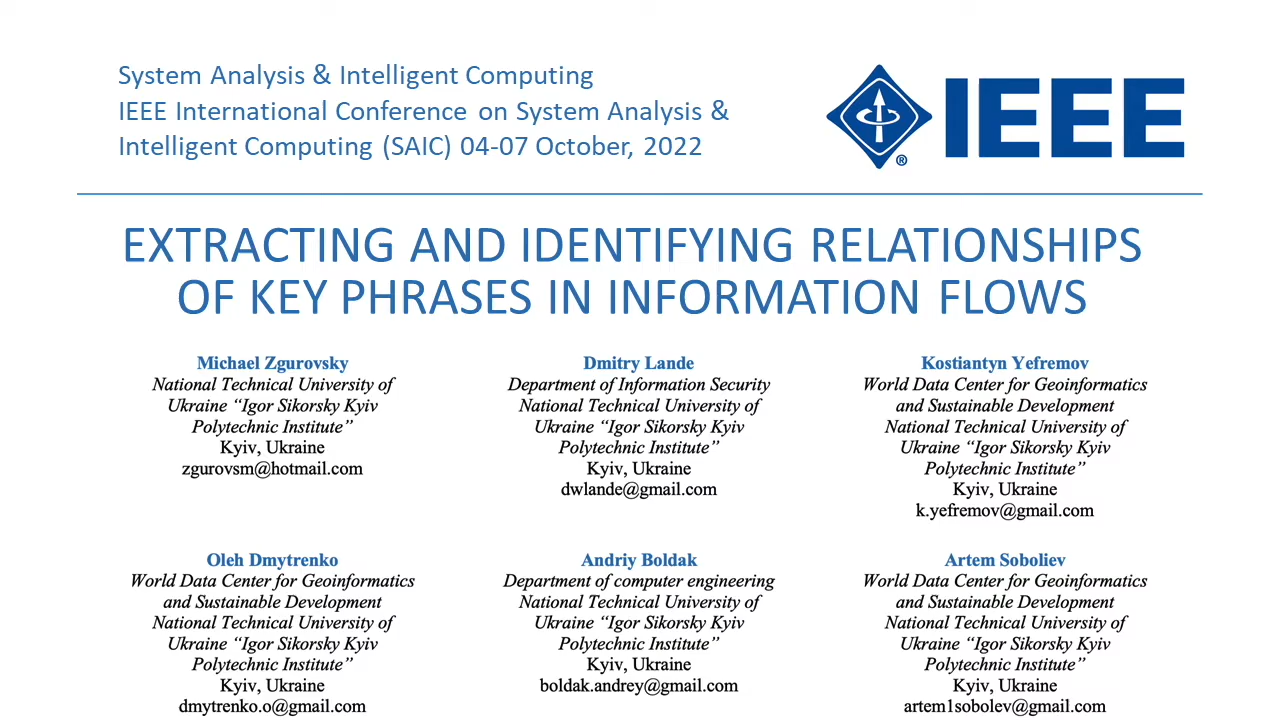 System Analysis & Intelligent Computing
IEEE International Conference on System Analysis &
Intelligent Computing (SAIC) 04-07 October, 2022
IEEE
®
EXTRACTING AND IDENTIFYING RELATIONSHIPS
OF KEY PHRASES IN INFORMATION FLOWS
Michael Zgurovsky
National Technical University of
Ukraine “Igor Sikorsky Kyiv
Polytechnic Institute”
Kyiv, Ukraine
zgurovsm@hotmail.com
Dmitry Lande
Department of Information Security
National Technical University of
Ukraine “Igor Sikorsky Kyiv
Polytechnic Institute”
Kyiv, Ukraine
dwlande@gmail.com
Kostiantyn Yefremov
World Data Center for Geoinformatics
and Sustainable Development
National Technical University of
Ukraine “Igor Sikorsky Kyiv
Polytechnic Institute”
Kyiv, Ukraine
k.yefremov@gmail.com
Oleh Dmytrenko
World Data Center for Geoinformatics
and Sustainable Development
National Technical University of
Ukraine “Igor Sikorsky Kyiv
Polytechnic Institute”
Kyiv, Ukraine
dmytrenko.o@gmail.com
Andriy Boldak
Department of computer engineering
National Technical University of
Ukraine “Igor Sikorsky Kyiv
Polytechnic Institute”
Kyiv, Ukraine
boldak.andrey@gmail.com
Artem Soboliev
World Data Center for Geoinformatics
and Sustainable Development
National Technical University of
Ukraine “Igor Sikorsky Kyiv
Polytechnic Institute”
Kyiv, Ukraine
artem1sobolev@gmail.com